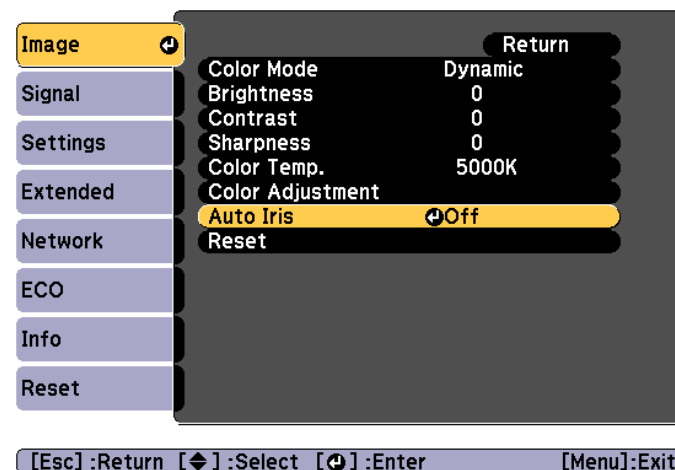 Image
Signal
Settings
Extended
Network
ECO
Info
Reset
Return
Color Mode Dynamic
Brightness 0
Contrast 0
Sharpness 0
Color Temp. 5000K
Color Adjustment
Auto Iris Off
Reset
[Esc] :Return [◆] :Select [⏎] :Enter [Menu]:Exit